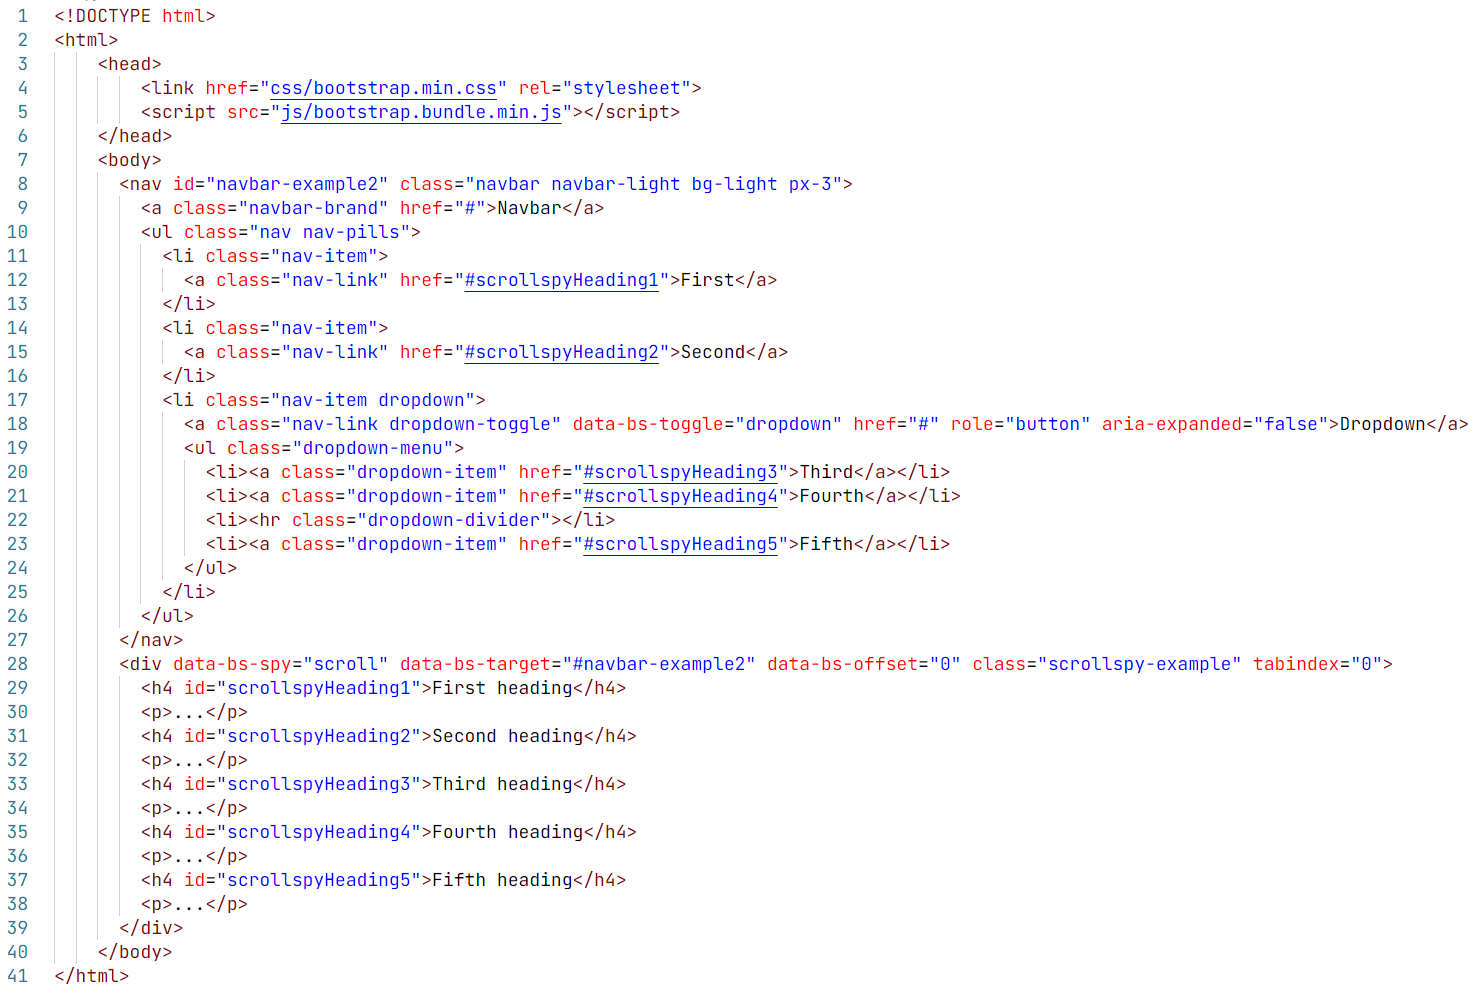 1 <!DOCTYPE html>
2 <html>
3     <head>
4         <link href="css/bootstrap.min.css" rel="stylesheet">
5         <script src="js/bootstrap.bundle.min.js"></script>
6     </head>
7     <body>
8       <nav id="navbar-example2" class="navbar navbar-light bg-light px-3">
9         <a class="navbar-brand" href="#">Navbar</a>
10         <ul class="nav nav-pills">
11           <li class="nav-item">
12             <a class="nav-link" href="#scrollspyHeading1">First</a>
13           </li>
14           <li class="nav-item">
15             <a class="nav-link" href="#scrollspyHeading2">Second</a>
16           </li>
17           <li class="nav-item dropdown">
18             <a class="nav-link dropdown-toggle" data-bs-toggle="dropdown" href="#" role="button" aria-expanded="false">Dropdown</a>
19             <ul class="dropdown-menu">
20               <li><a class="dropdown-item" href="#scrollspyHeading3">Third</a></li>
21               <li><a class="dropdown-item" href="#scrollspyHeading4">Fourth</a></li>
22               <li><hr class="dropdown-divider"></li>
23               <li><a class="dropdown-item" href="#scrollspyHeading5">Fifth</a></li>
24             </ul>
25           </li>
26         </ul>
27       </nav>
28       <div data-bs-spy="scroll" data-bs-target="#navbar-example2" data-bs-offset="0" class="scrollspy-example" tabindex="0">
29         <h4 id="scrollspyHeading1">First heading</h4>
30         <p>...</p>
31         <h4 id="scrollspyHeading2">Second heading</h4>
32         <p>...</p>
33         <h4 id="scrollspyHeading3">Third heading</h4>
34         <p>...</p>
35         <h4 id="scrollspyHeading4">Fourth heading</h4>
36         <p>...</p>
37         <h4 id="scrollspyHeading5">Fifth heading</h4>
38         <p>...</p>
39       </div>
40     </body>
41 </html>